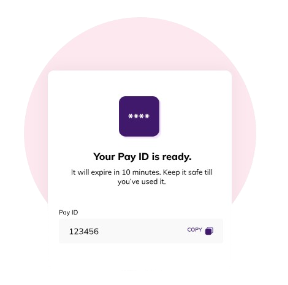 ****
Your Pay ID is ready.
It will expire in 10 minutes. Keep it safe till
you've used it.
Pay ID
123456
COPY